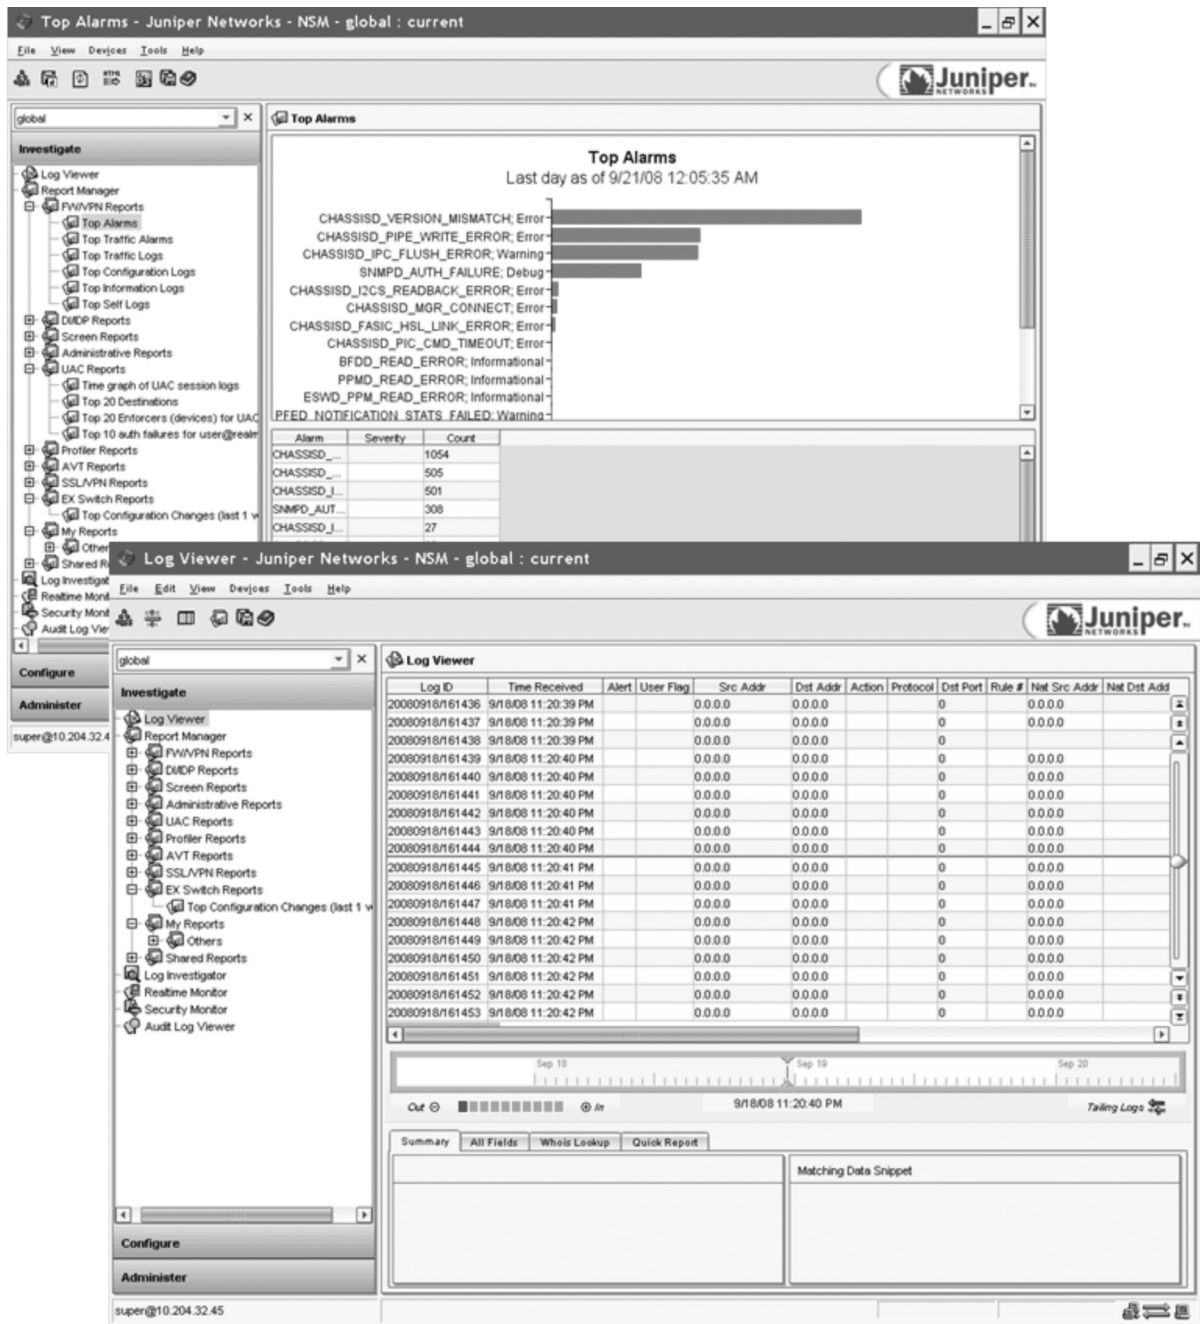 Top Alarms - Juniper Networks - NSM - global : current
File View Devices Tools Help
Juniper
NETWORKS
global
Investigate
Log Viewer
Report Manager
FW/VPN Reports
Top Alarms
Top Traffic Alarms
Top Traffic Logs
Top Configuration Logs
Top Information Logs
Top Self Logs
DI/IDP Reports
Screen Reports
Administrative Reports
UAC Reports
Time graph of UAC session logs
Top 20 Destinations
Top 20 Enforcers (devices) for UAC
Top 10 auth failures for user@realm
Profiler Reports
AVT Reports
SSL/VPN Reports
EX Switch Reports
Top Configuration Changes (last 1 w
My Reports
Other
Shared R
Log Investigat
Realtime Moni
Security Monit
Audit Log Vie
Configure
Administer
super@10.204.32.4
Top Alarms
Top Alarms
Last day as of 9/21/08 12:05:35 AM
CHASSISD_VERSION_MISMATCH; Error
CHASSISD_PIPE_WRITE_ERROR; Error
CHASSISD_IPC_FLUSH_ERROR; Warning
SNMPD_AUTH_FAILURE; Debug
CHASSISD_I2CS_READBACK_ERROR; Error
CHASSISD_MGR_CONNECT; Error
CHASSISD_FASIC_HSL_LINK_ERROR; Error
CHASSISD_PIC_CMD_TIMEOUT; Error
BFDD_READ_ERROR; Informational
PPMD_READ_ERROR; Informational
ESWD_PPM_READ_ERROR; Informational
PFED_NOTIFICATION_STATS_FAILED; Warning
Alarm Severity Count
CHASSISD_... 1054
CHASSISD_... 505
CHASSISD_I... 501
SNMPD_AUT... 308
CHASSISD_I... 27
Log Viewer - Juniper Networks - NSM - global : current
File Edit View Devices Tools Help
Juniper
NETWORKS
global
Investigate
Log Viewer
Report Manager
FW/VPN Reports
DI/IDP Reports
Screen Reports
Administrative Reports
UAC Reports
Profiler Reports
AVT Reports
SSL/VPN Reports
EX Switch Reports
Top Configuration Changes (last 1 w
My Reports
Others
Shared Reports
Log Investigator
Realtime Monitor
Security Monitor
Audit Log Viewer
Configure
Administer
super@10.204.32.45
Log Viewer
Log ID Time Received Alert User Flag Src Addr Dst Addr Action Protocol Dst Port Rule # Nat Src Addr Nat Dst Add
20080918/161436 9/18/08 11:20:39 PM 0.0.0.0 0.0.0.0 0 0.0.0.0
20080918/161437 9/18/08 11:20:39 PM 0.0.0.0 0.0.0.0 0 0.0.0.0
20080918/161438 9/18/08 11:20:39 PM 0.0.0.0 0.0.0.0 0
20080918/161439 9/18/08 11:20:40 PM 0.0.0.0 0.0.0.0 0 0.0.0.0
20080918/161440 9/18/08 11:20:40 PM 0.0.0.0 0.0.0.0 0 0.0.0.0
20080918/161441 9/18/08 11:20:40 PM 0.0.0.0 0.0.0.0 0 0.0.0.0
20080918/161442 9/18/08 11:20:40 PM 0.0.0.0 0.0.0.0 0 0.0.0.0
20080918/161443 9/18/08 11:20:40 PM 0.0.0.0 0.0.0.0 0 0.0.0.0
20080918/161444 9/18/08 11:20:40 PM 0.0.0.0 0.0.0.0 0 0.0.0.0
20080918/161445 9/18/08 11:20:41 PM 0.0.0.0 0.0.0.0 0 0.0.0.0
20080918/161446 9/18/08 11:20:41 PM 0.0.0.0 0.0.0.0 0 0.0.0.0
20080918/161447 9/18/08 11:20:41 PM 0.0.0.0 0.0.0.0 0 0.0.0.0
20080918/161448 9/18/08 11:20:42 PM 0.0.0.0 0.0.0.0 0 0.0.0.0
20080918/161449 9/18/08 11:20:42 PM 0.0.0.0 0.0.0.0 0 0.0.0.0
20080918/161450 9/18/08 11:20:42 PM 0.0.0.0 0.0.0.0 0 0.0.0.0
20080918/161451 9/18/08 11:20:42 PM 0.0.0.0 0.0.0.0 0 0.0.0.0
20080918/161452 9/18/08 11:20:42 PM 0.0.0.0 0.0.0.0 0 0.0.0.0
20080918/161453 9/18/08 11:20:42 PM 0.0.0.0 0.0.0.0 0 0.0.0.0
Sep 18 Sep 19 Sep 20
Out In 9/18/08 11:20:40 PM Tailing Logs
Summary All Fields Whois Lookup Quick Report
Matching Data Snippet